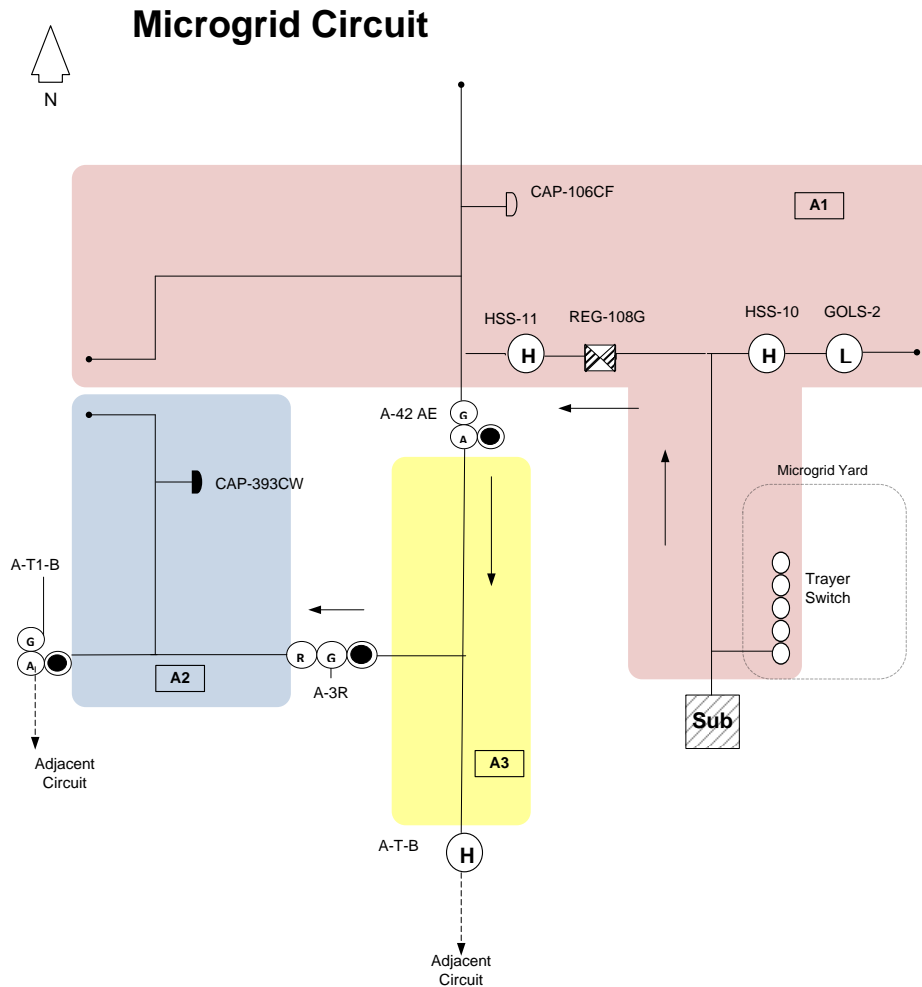 Microgrid Circuit
N
CAP-106CF
A1
HSS-11
REG-108G
HSS-10
GOLS-2
H
H
L
A-42 AE
G
A
CAP-393CW
Microgrid Yard
Trayer
Switch
A-T1-B
G
A
R
G
A2
A-3R
Sub
Adjacent
Circuit
A3
A-T-B
H
Adjacent
Circuit